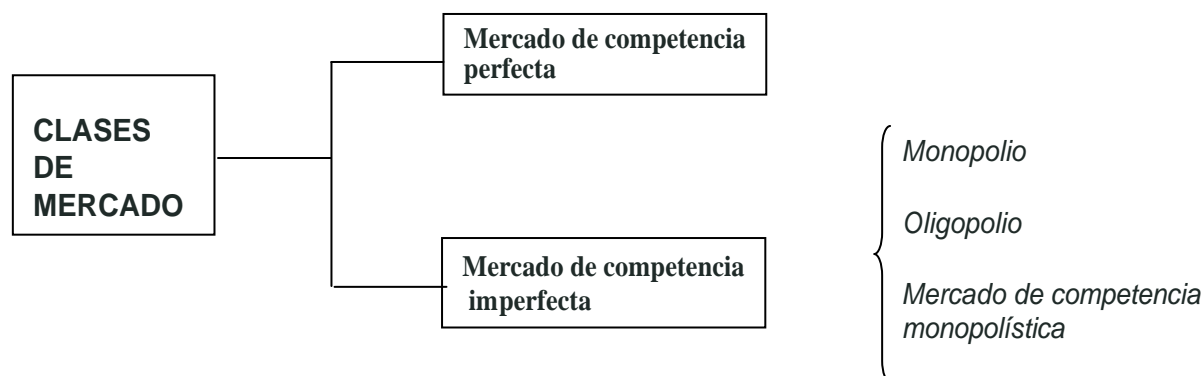 CLASES
DE
MERCADO
Mercado de competencia
perfecta
Mercado de competencia
imperfecta
Monopolio
Oligopolio
Mercado de competencia
monopolística